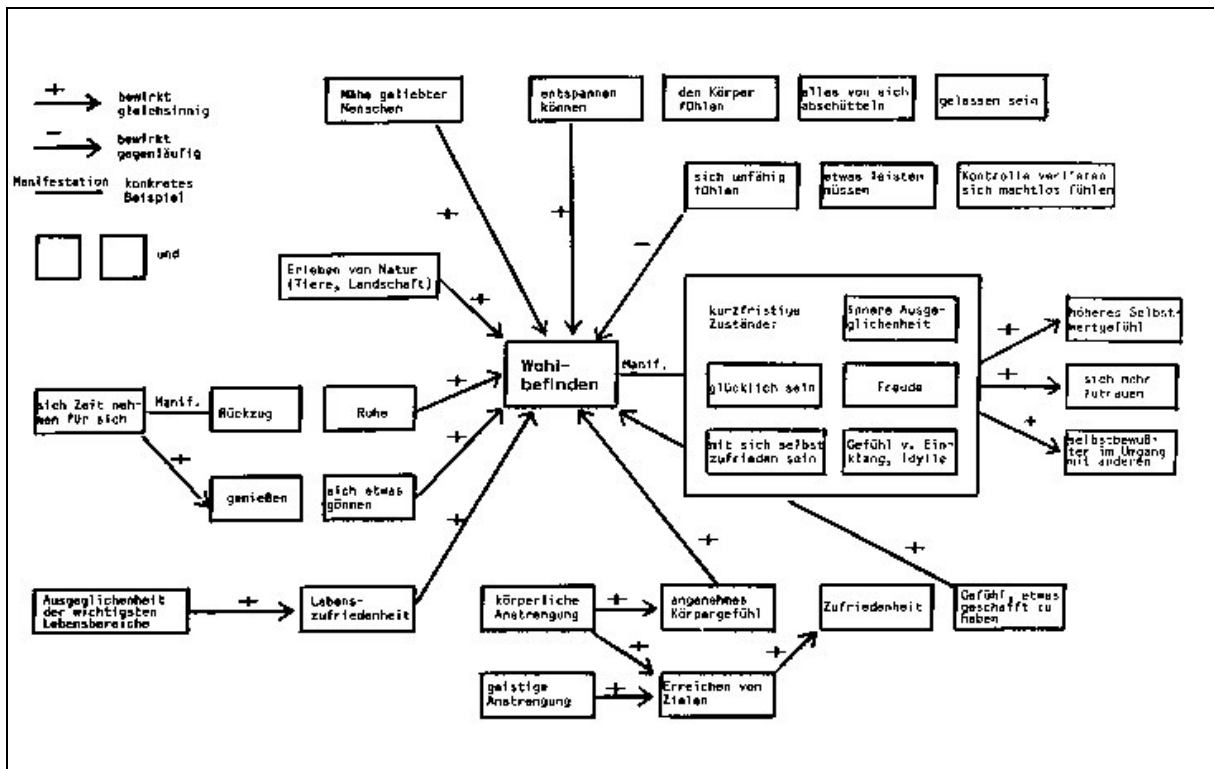 +
bewirkt
gleichsinnig
−
bewirkt
gegenläufig
Manifestation
konkretes
Beispiel
und
Nähe geliebter
Menschen
entspannen
können
den Körper
fühlen
alles von sich
abschütteln
gelassen sein
sich unfähig
fühlen
etwas leisten
müssen
Kontrolle verlieren
sich machtlos fühlen
+
+
−
Erleben von Natur
(Tiere, Landschaft)
+
Wohl-
befinden
Manif.
kurzfristige
Zustände:
innere Ausge-
glichenheit
glücklich sein
Freude
mit sich selbst
zufrieden sein
Gefühl v. Ein-
klang, Idylle
+
höheres Selbst-
wertgefühl
+
sich mehr
zutrauen
+
selbstbewuß-
ter im Umgang
mit anderen
sich Zeit neh-
men für sich
Manif.
Rückzug
Ruhe
+
+
genießen
sich etwas
gönnen
+
+
Ausgeglichenheit
der wichtigsten
Lebensbereiche
+
Lebens-
zufriedenheit
körperliche
Anstrengung
+
angenehmes
Körpergefühl
+
+
Zufriedenheit
Gefühl, etwas
geschafft zu
haben
+
geistige
Anstrengung
+
Erreichen von
Zielen
+